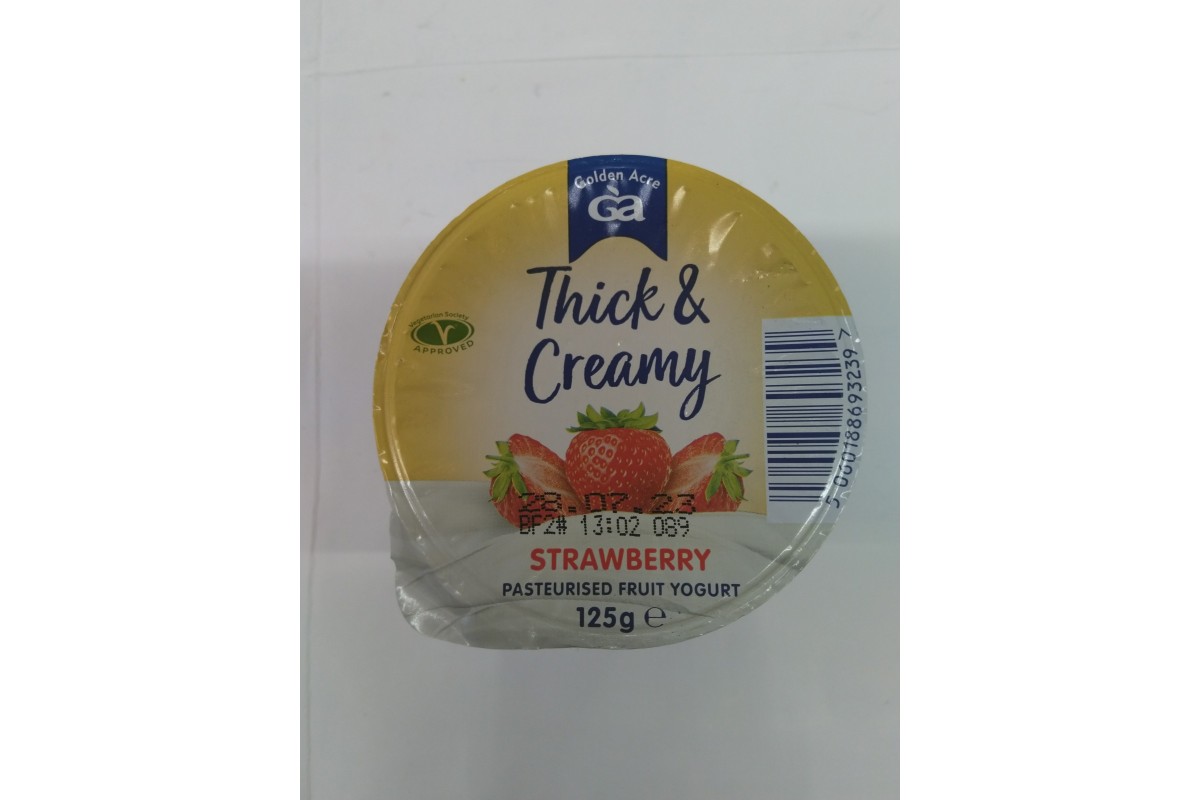 Golden Acre
Ga
Thick &
Creamy
Vegetarian Society
V
APPROVED
5 060188 693239 >
28.07.23
BF2# 13:02 089
STRAWBERRY
PASTEURISED FRUIT YOGURT
125g ℮